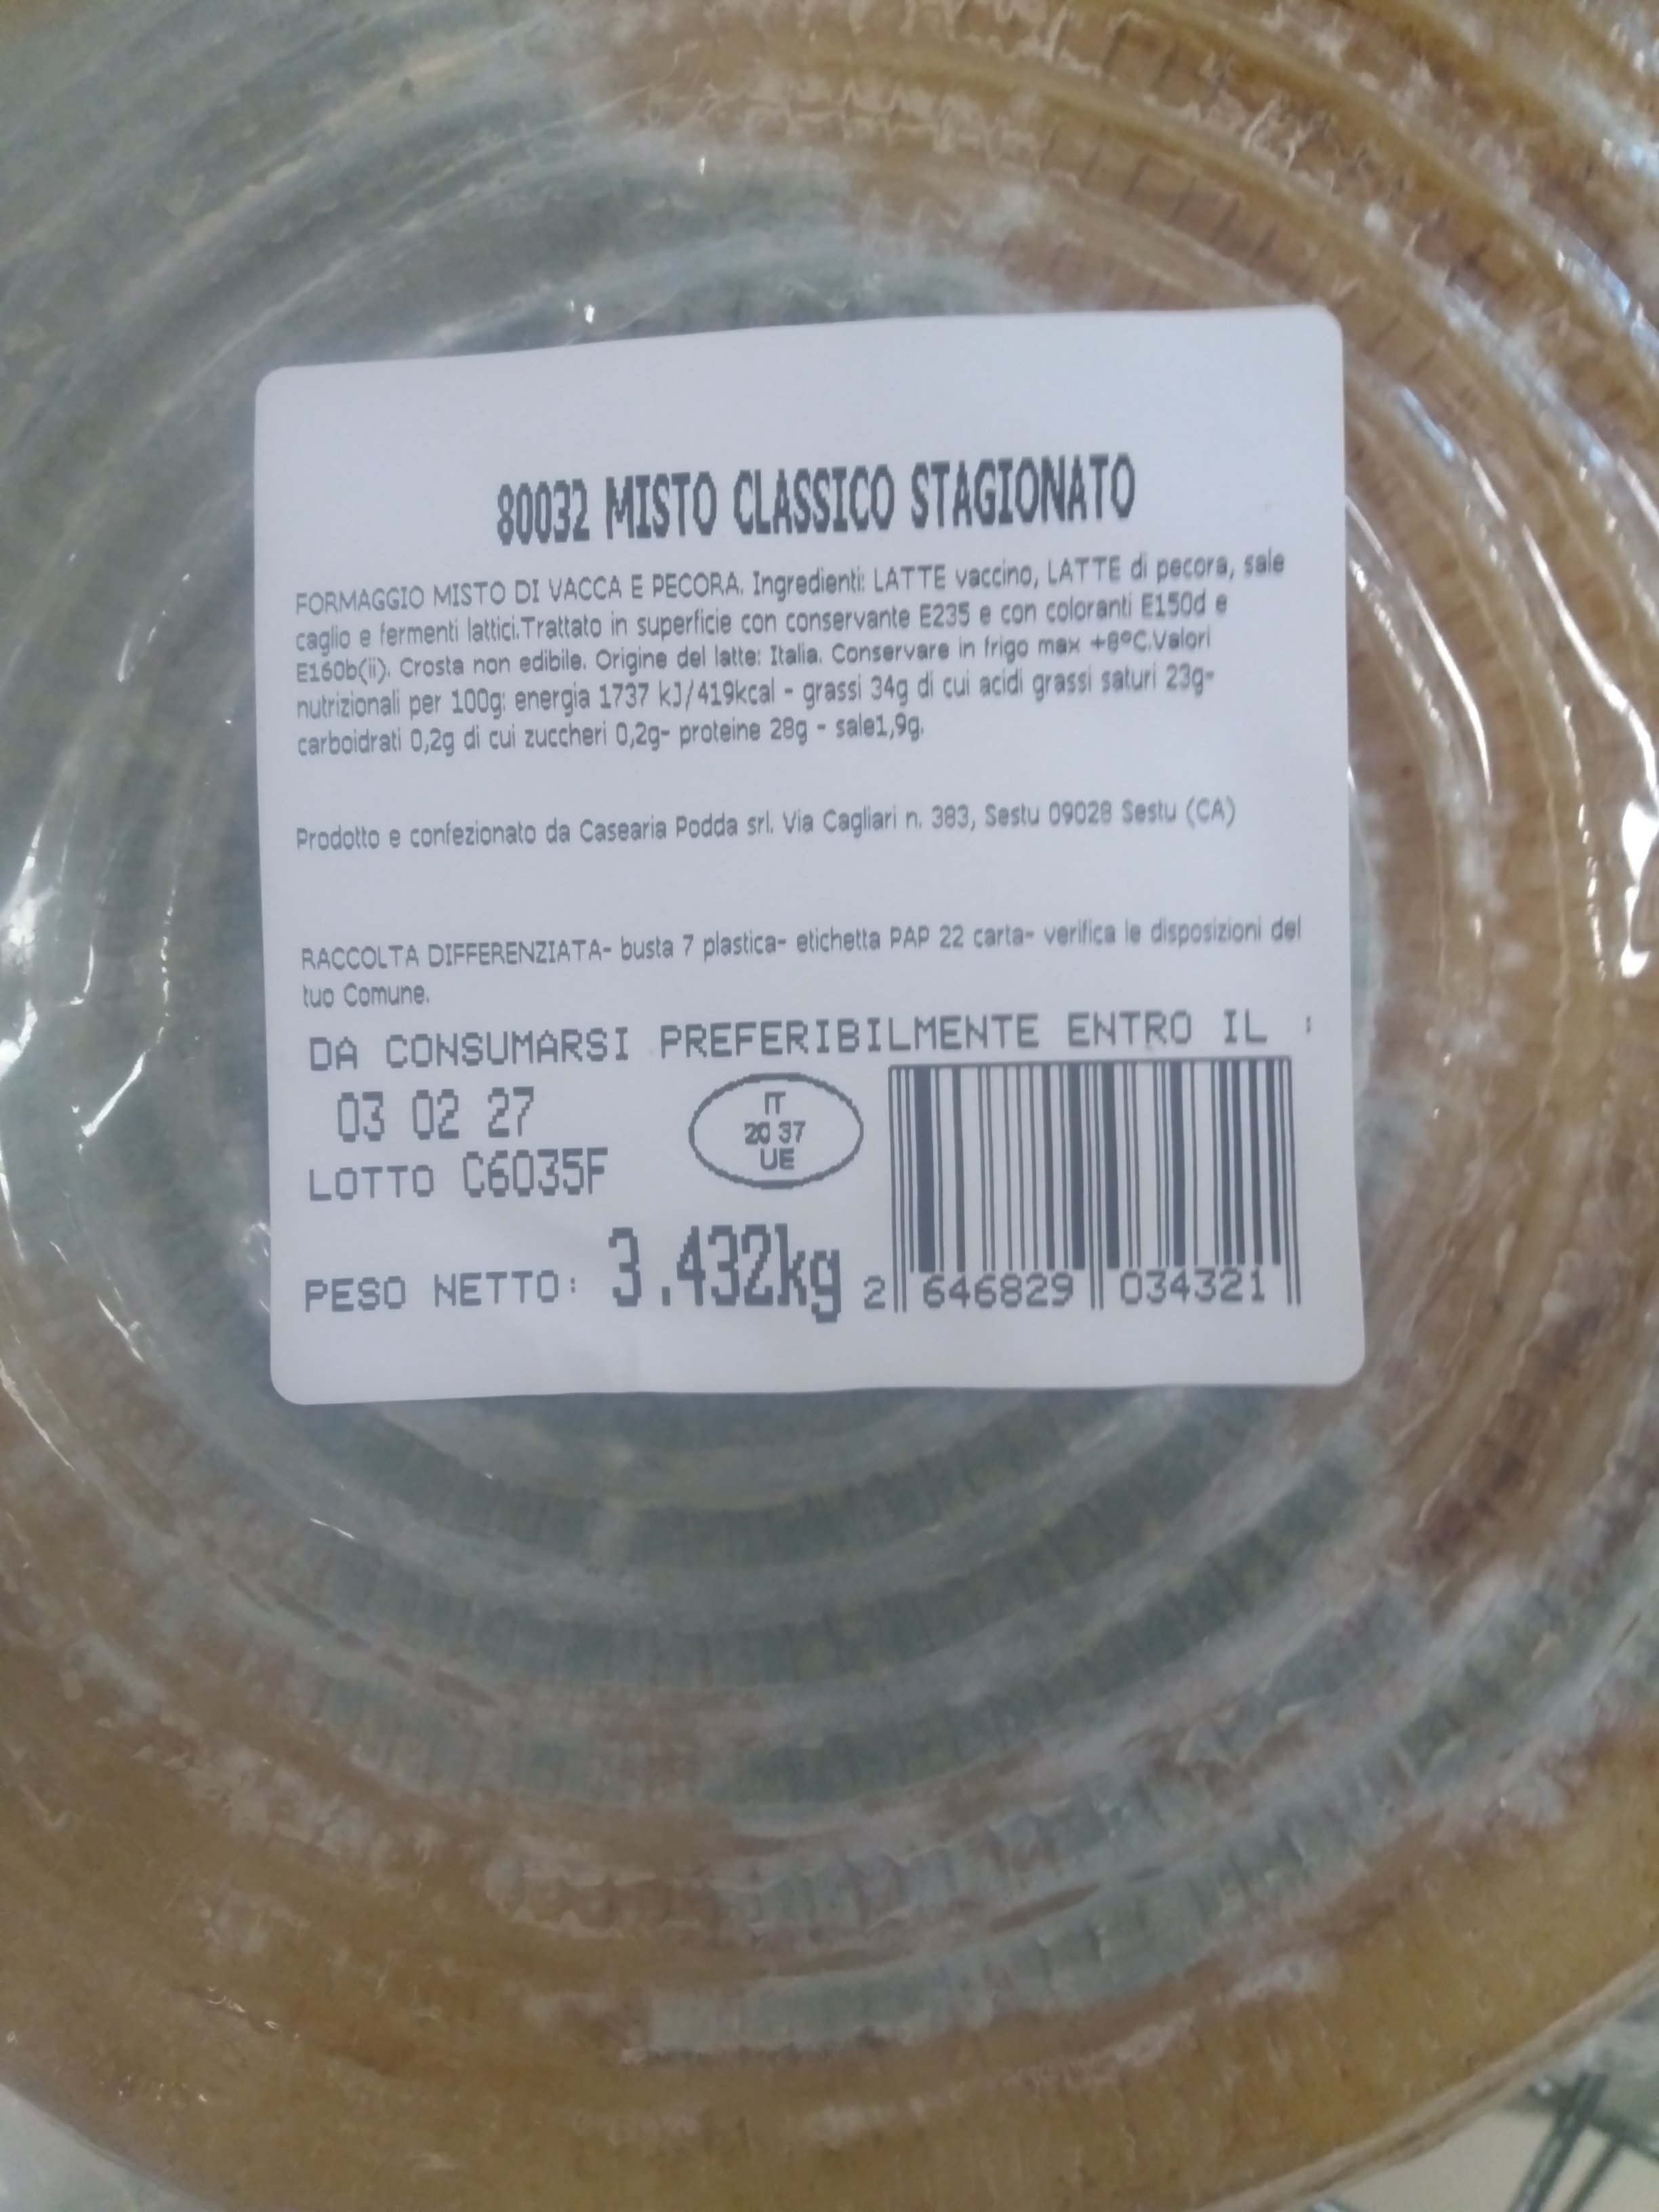 80032 MISTO CLASSICO STAGIONATO
FORMAGGIO MISTO DI VACCA E PECORA. Ingredienti: LATTE vaccino, LATTE di pecora, sale
caglio e fermenti lattici.Trattato in superficie con conservante E235 e con coloranti E150d e
E160b(ii). Crosta non edibile. Origine del latte: Italia. Conservare in frigo max +8°C.Valori
nutrizionali per 100g: energia 1737 kJ/419kcal - grassi 34g di cui acidi grassi saturi 23g-
carboidrati 0,2g di cui zuccheri 0,2g- proteine 28g - sale1,9g.
Prodotto e confezionato da Casearia Podda srl. Via Cagliari n. 383, Sestu 09028 Sestu (CA)
RACCOLTA DIFFERENZIATA- busta 7 plastica- etichetta PAP 22 carta- verifica le disposizioni del
tuo Comune.
DA CONSUMARSI PREFERIBILMENTE ENTRO IL :
03 02 27
IT
20 37
UE
LOTTO C6035F
PESO NETTO: 3.432kg
2 646829 034321